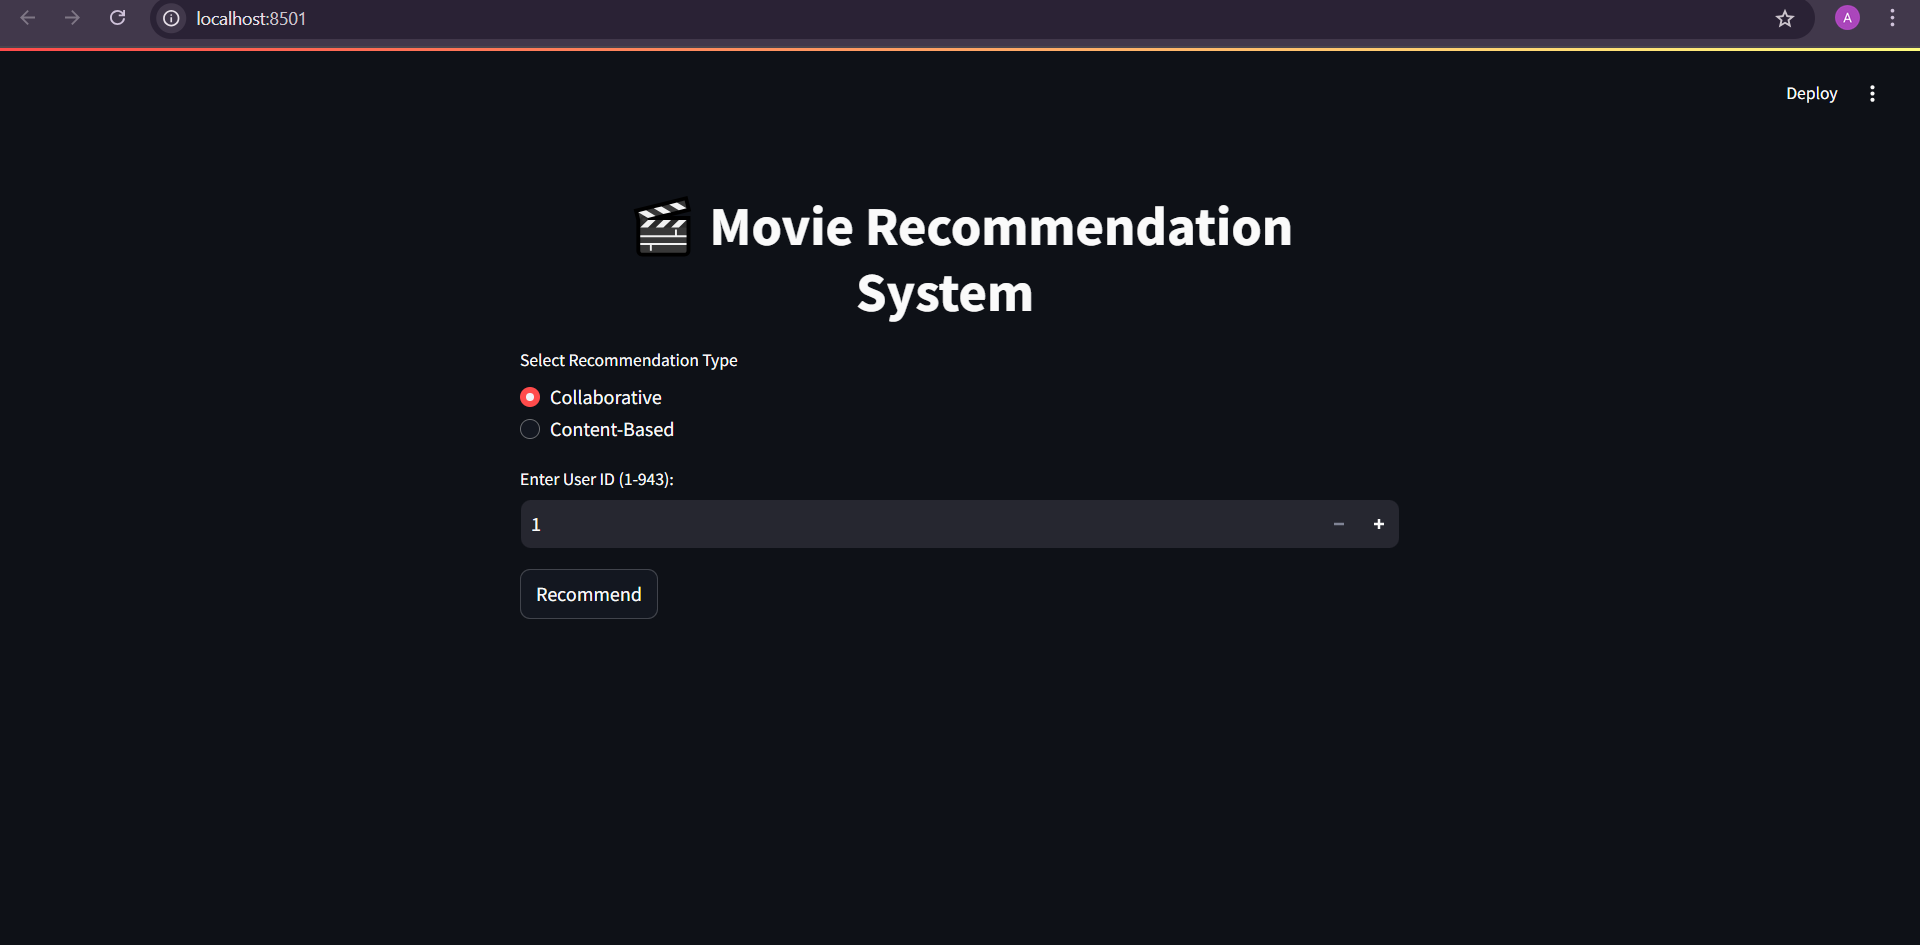 localhost:8501
A
Deploy
Movie Recommendation
System
Select Recommendation Type
Collaborative
Content-Based
Enter User ID (1-943):
1
Recommend